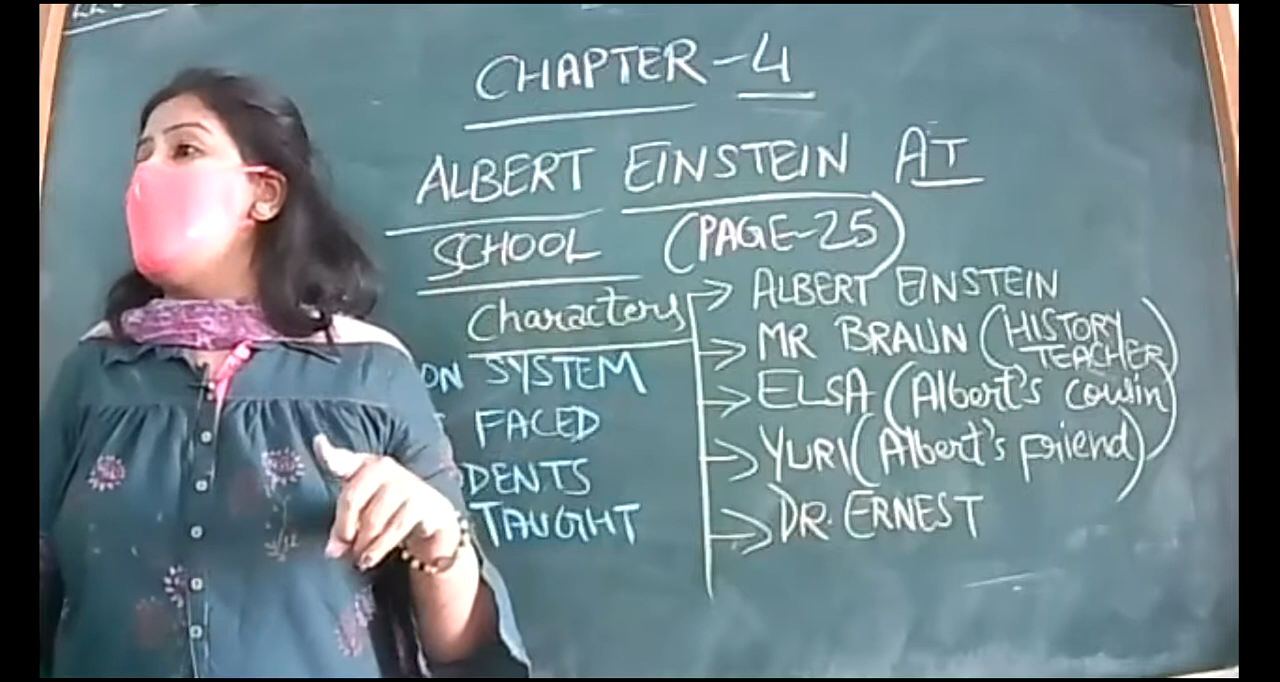 CHAPTER-4
ALBERT EINSTEIN AT
SCHOOL (PAGE-25)
Characters
→ ALBERT EINSTEIN
→ MR BRAUN (HISTORY
TEACHER)
→ ELSA (Albert's cousin)
→ YURI (Albert's friend)
→ DR. ERNEST
ON SYSTEM
FACED
DENTS
TAUGHT